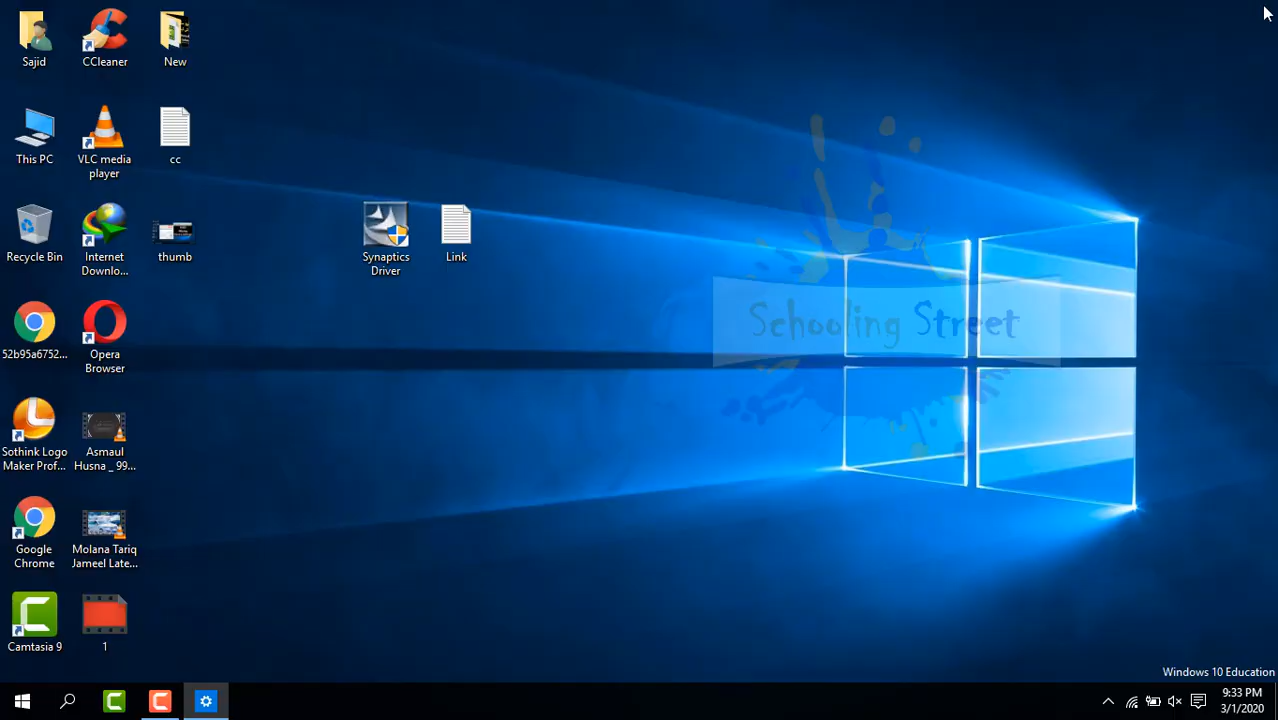 Sajid
CCleaner
New
This PC
VLC media
player
cc
Recycle Bin
Internet
Downlo...
thumb
Synaptics
Driver
Link
52b95a6752...
Opera
Browser
Schooling Street
Sothink Logo
Maker Prof...
Asmaul
Husna _ 99...
Google
Chrome
Molana Tariq
Jameel Late...
Camtasia 9
1
Windows 10 Education
9:33 PM
3/1/2020